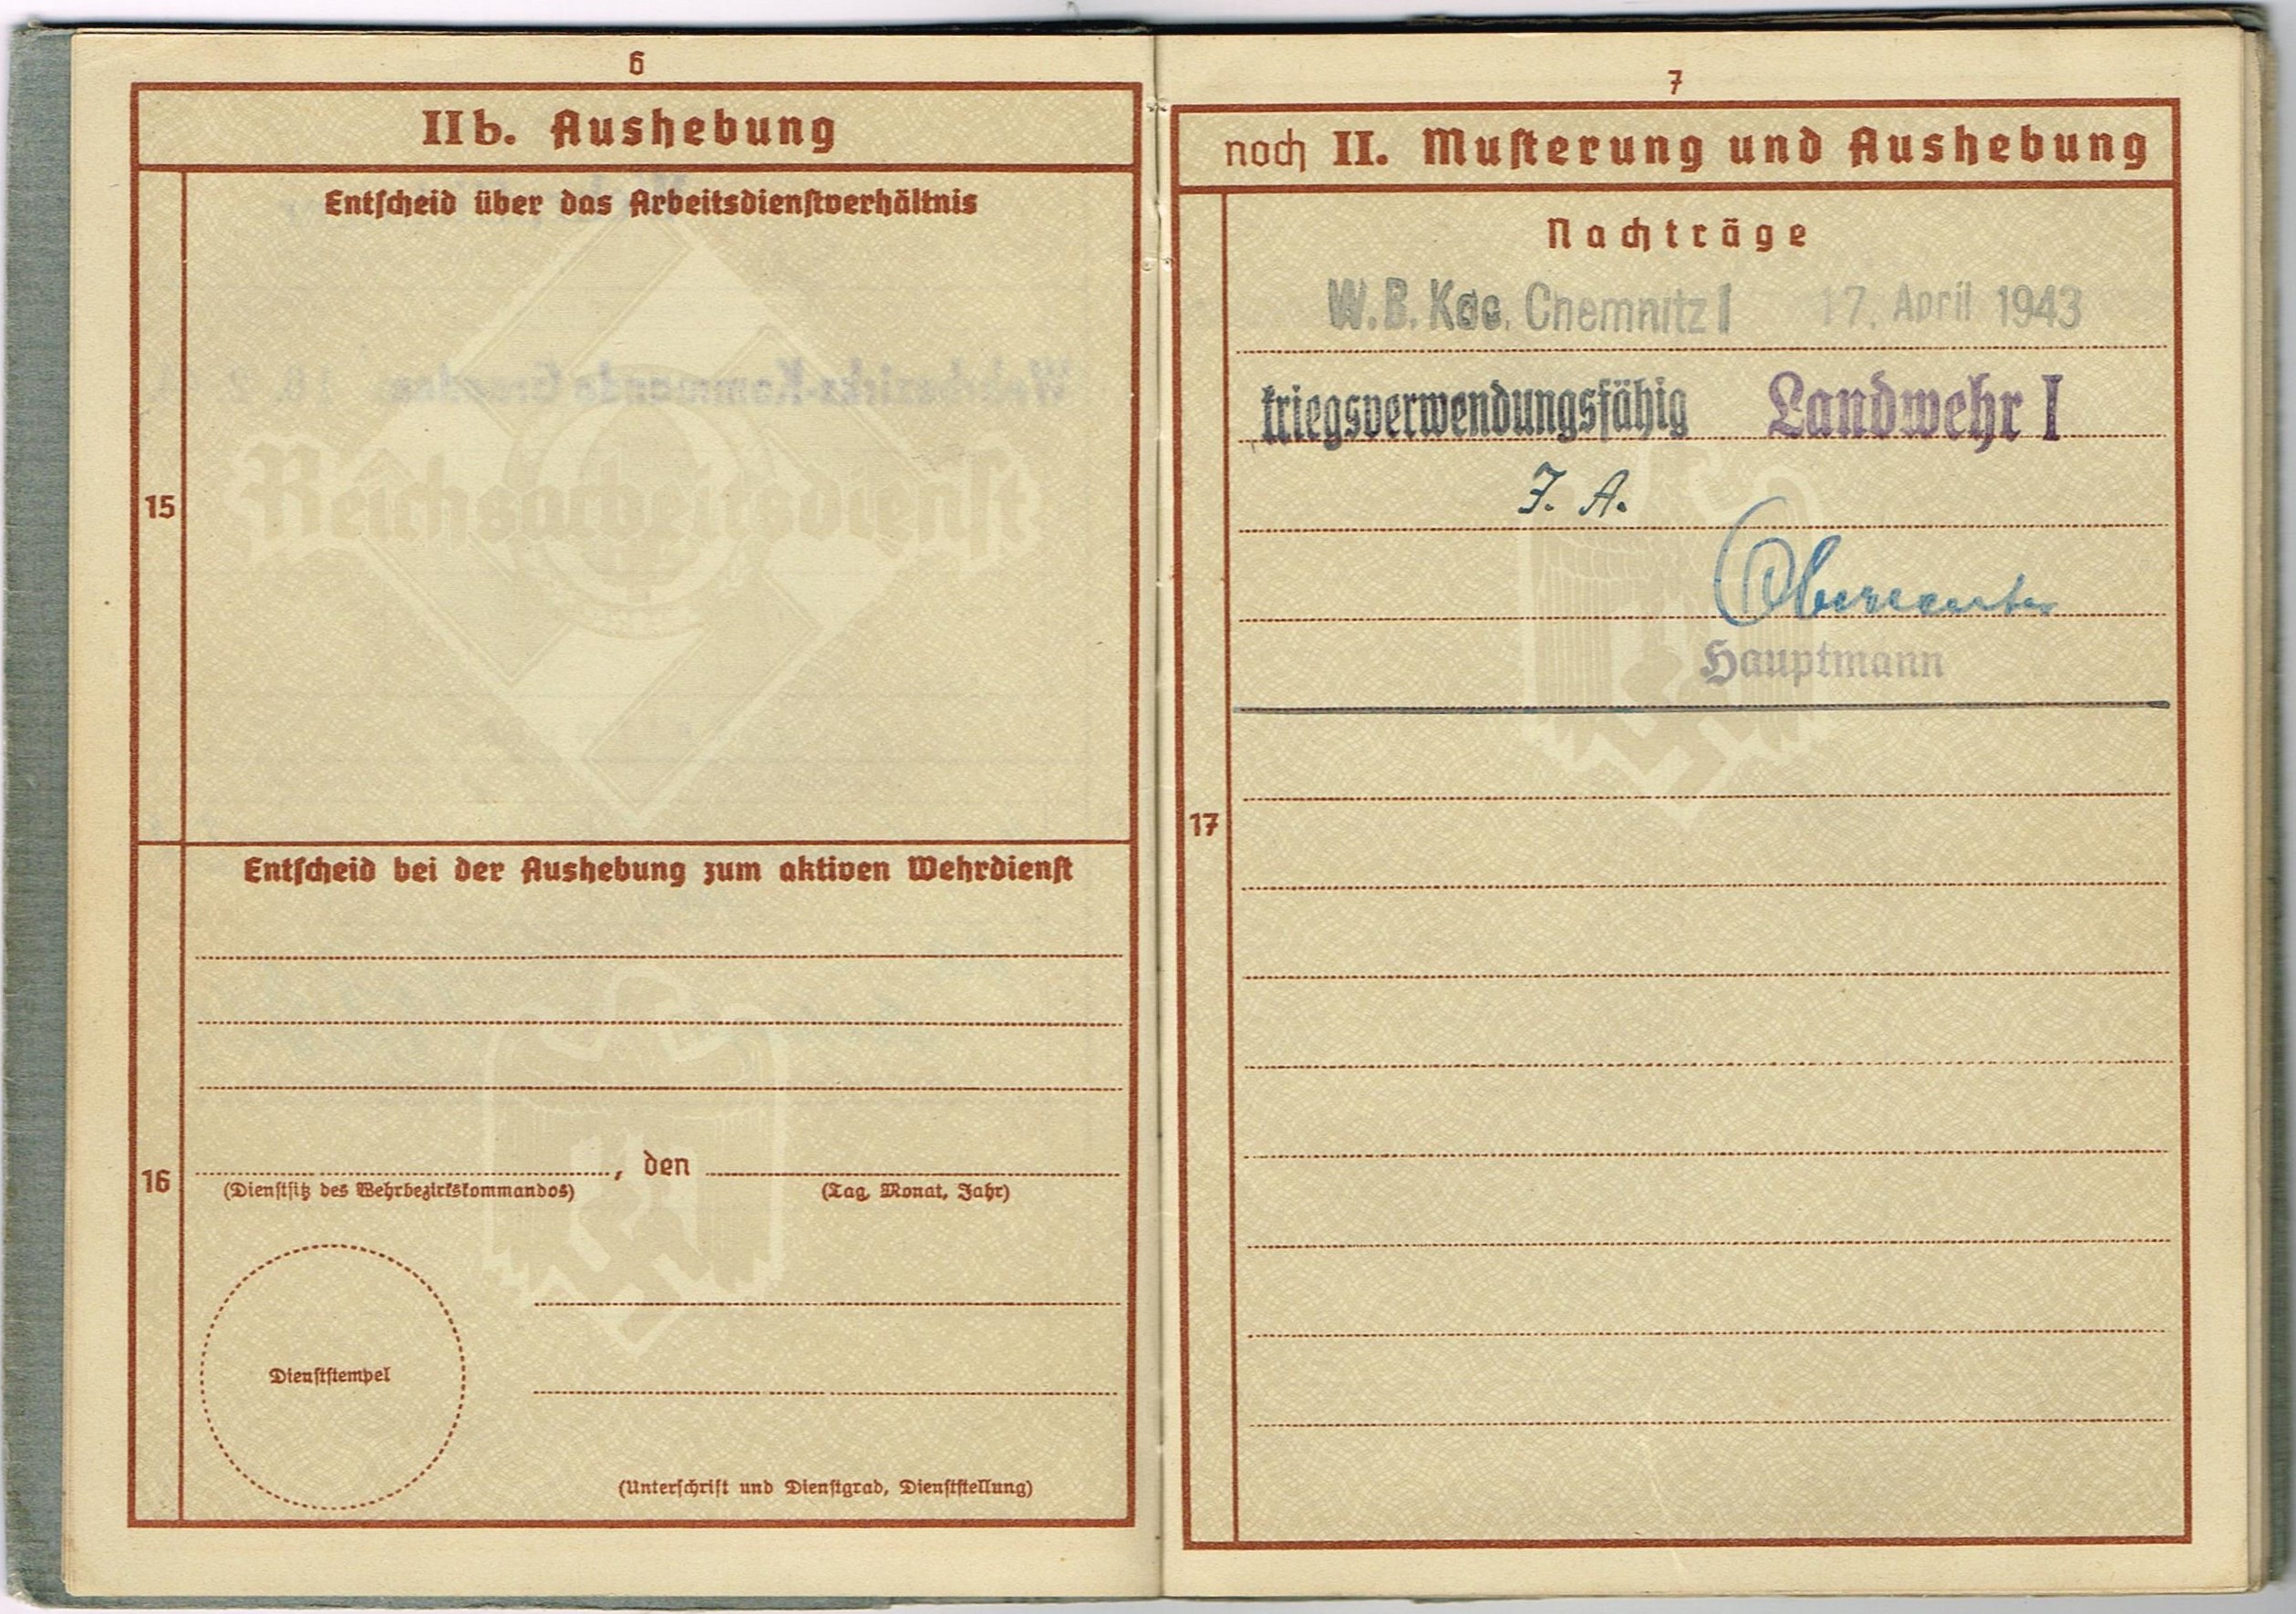 6
IIb. Aushebung
Entscheid über das Arbeitsdienstverhältnis
Reichsarbeitsdienst
15
Entscheid bei der Aushebung zum aktiven Wehrdienst
16
, den
(Dienstsitz des Wehrbezirkskommandos) (Tag, Monat, Jahr)
Dienststempel
(Unterschrift und Dienstgrad, Dienststellung)
7
noch II. Musterung und Aushebung
Nachträge
W. B. Kdo. Chemnitz I 17. April 1943
kriegsverwendungsfähig Landwehr I
J. A.
Hauptmann
17